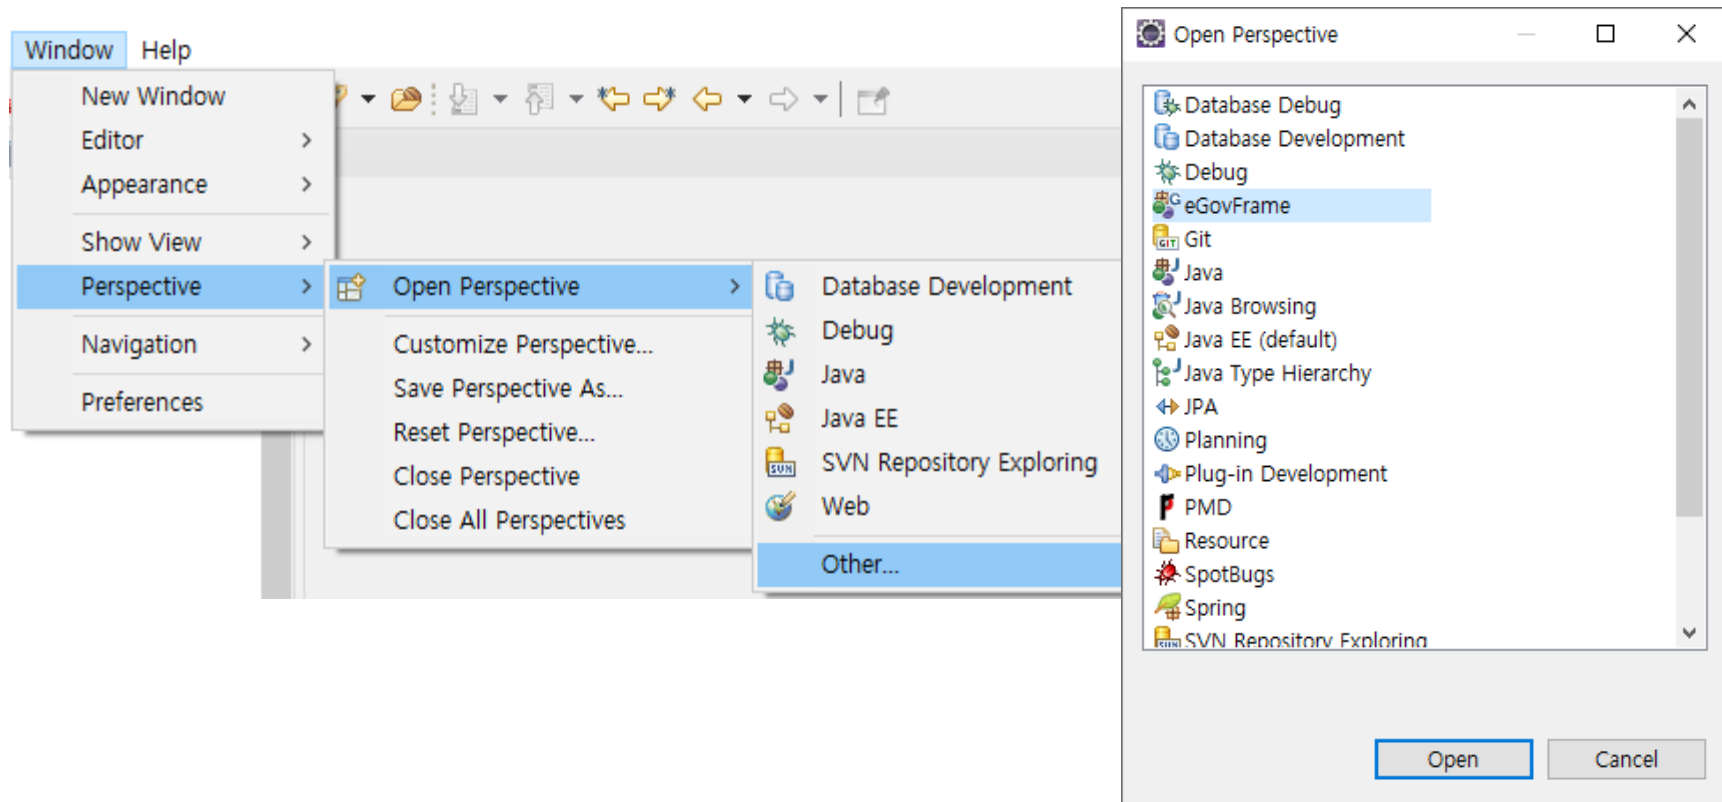 Window Help
New Window
Editor
Appearance
Show View
Perspective
Navigation
Preferences
Open Perspective
Customize Perspective...
Save Perspective As...
Reset Perspective...
Close Perspective
Close All Perspectives
Database Development
Debug
Java
Java EE
SVN Repository Exploring
Web
Other...
Open Perspective
Database Debug
Database Development
Debug
eGovFrame
Git
Java
Java Browsing
Java EE (default)
Java Type Hierarchy
JPA
Planning
Plug-in Development
PMD
Resource
SpotBugs
Spring
SVN Repository Exploring
Open Cancel